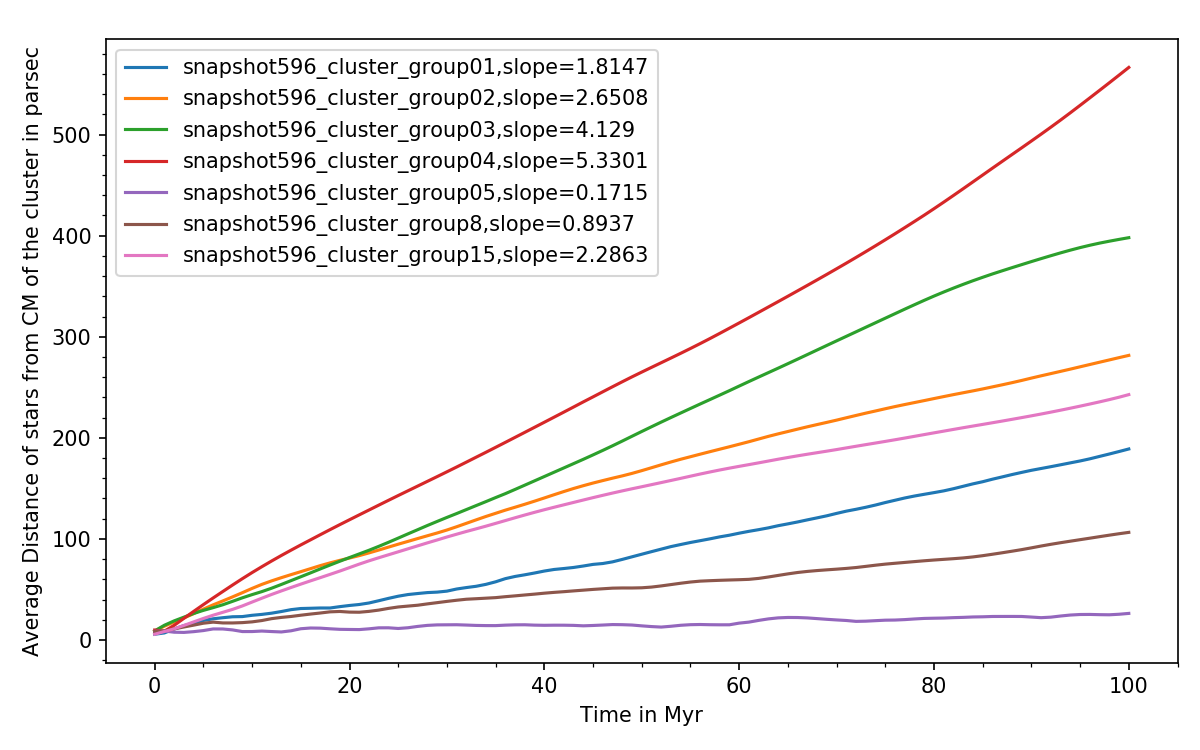 snapshot596_cluster_group01,slope=1.8147
snapshot596_cluster_group02,slope=2.6508
snapshot596_cluster_group03,slope=4.129
snapshot596_cluster_group04,slope=5.3301
snapshot596_cluster_group05,slope=0.1715
snapshot596_cluster_group8,slope=0.8937
snapshot596_cluster_group15,slope=2.2863
Average Distance of stars from CM of the cluster in parsec
500
400
300
200
100
0
0 20 40 60 80 100
Time in Myr